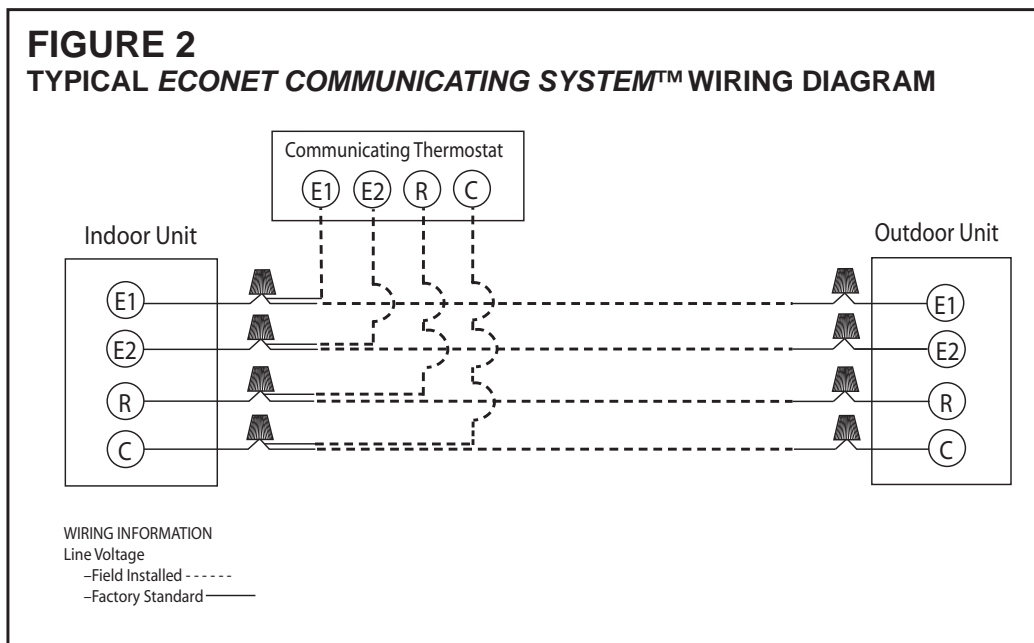 FIGURE 2
TYPICAL ECONET COMMUNICATING SYSTEM™ WIRING DIAGRAM
Communicating Thermostat
E1 E2 R C
Indoor Unit
E1
E2
R
C
Outdoor Unit
E1
E2
R
C
WIRING INFORMATION
Line Voltage
–Field Installed
–Factory Standard